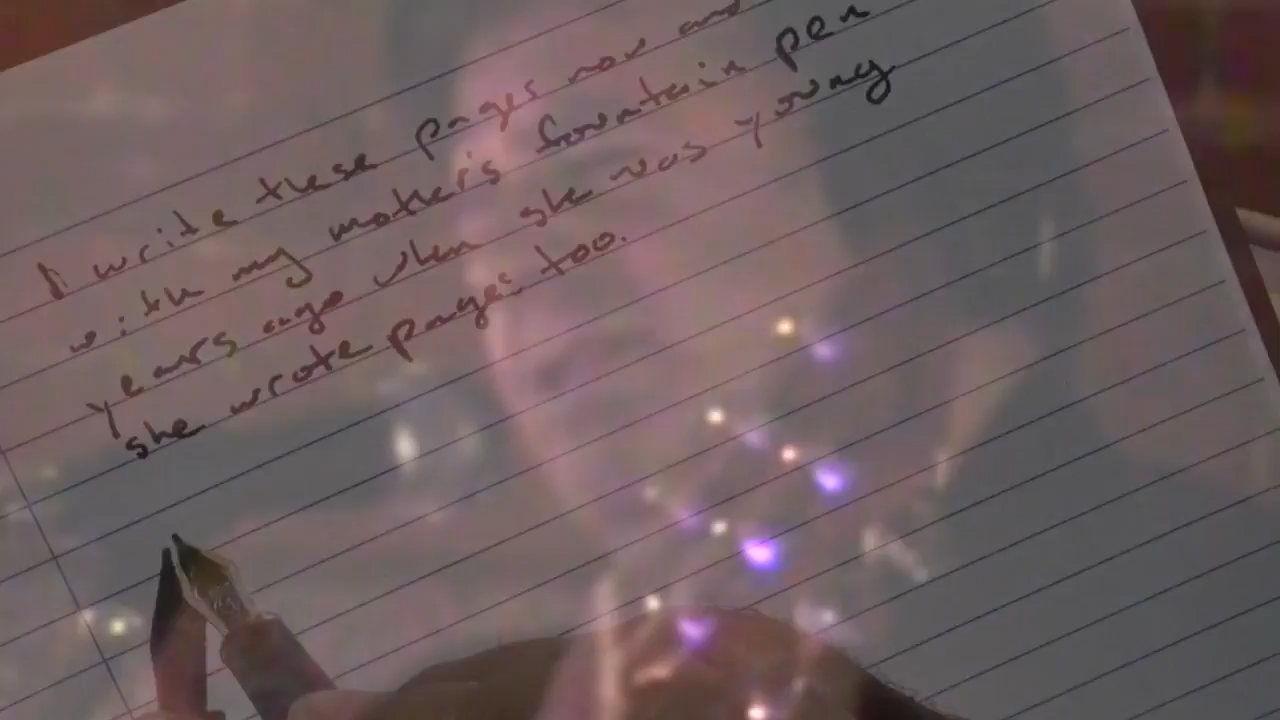 I write these pages now and
with my mother's fountain pen
years ago when she was young
she wrote pages too.